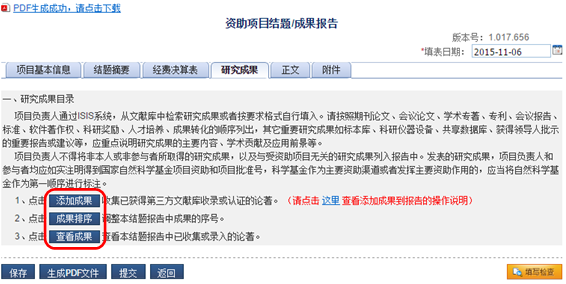 PDF生成成功，请点击下载
资助项目结题/成果报告
版本号：1.017.656
*填表日期：2015-11-06
项目基本信息 结题摘要 经费决算表 研究成果 正文 附件
一、研究成果目录
项目负责人通过ISIS系统，从文献库中检索研究成果或者按要求格式自行填入。请按照期刊论文、会议论文、学术专著、专利、会议报告、
标准、软件著作权、科研奖励、人才培养、成果转化的顺序列出，其它重要研究成果如标本库、科研仪器设备、共享数据库、获得领导人批示
的重要报告或建议等，应重点说明研究成果的主要内容、学术贡献及应用前景等。
项目负责人不得将非本人或非参与者所取得的研究成果，以及与受资助项目无关的研究成果列入报告中。发表的研究成果，项目负责人和
参与者均应如实注明得到国家自然科学基金项目资助和项目批准号，科学基金作为主要资助渠道或者发挥主要资助作用的，应当将自然科学基
金作为第一顺序进行标注。
1、点击 添加成果 收集已获得第三方文献库收录或认证的论著。（请点击 这里 查看添加成果到报告的操作说明）
2、点击 成果排序 调整本结题报告中成果的序号。
3、点击 查看成果 查看本结题报告中已收集或录入的论著。
保存 生成PDF文件 提交 返回 填写检查